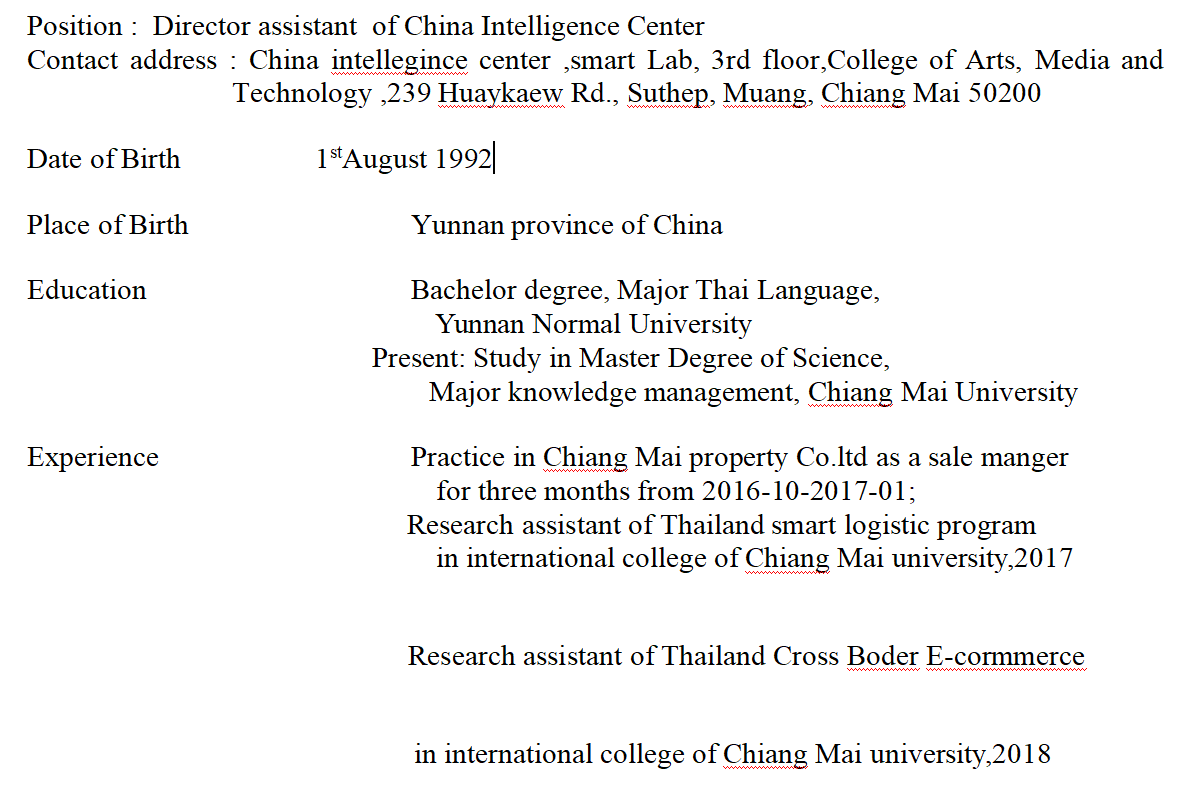 Position : Director assistant of China Intelligence Center
Contact address : China intellegince center ,smart Lab, 3rd floor,College of Arts, Media and
Technology ,239 Huaykaew Rd., Suthep, Muang, Chiang Mai 50200
Date of Birth 1stAugust 1992
Place of Birth Yunnan province of China
Education Bachelor degree, Major Thai Language,
Yunnan Normal University
Present: Study in Master Degree of Science,
Major knowledge management, Chiang Mai University
Experience Practice in Chiang Mai property Co.ltd as a sale manger
for three months from 2016-10-2017-01;
Research assistant of Thailand smart logistic program
in international college of Chiang Mai university,2017
Research assistant of Thailand Cross Boder E-cormmerce
in international college of Chiang Mai university,2018